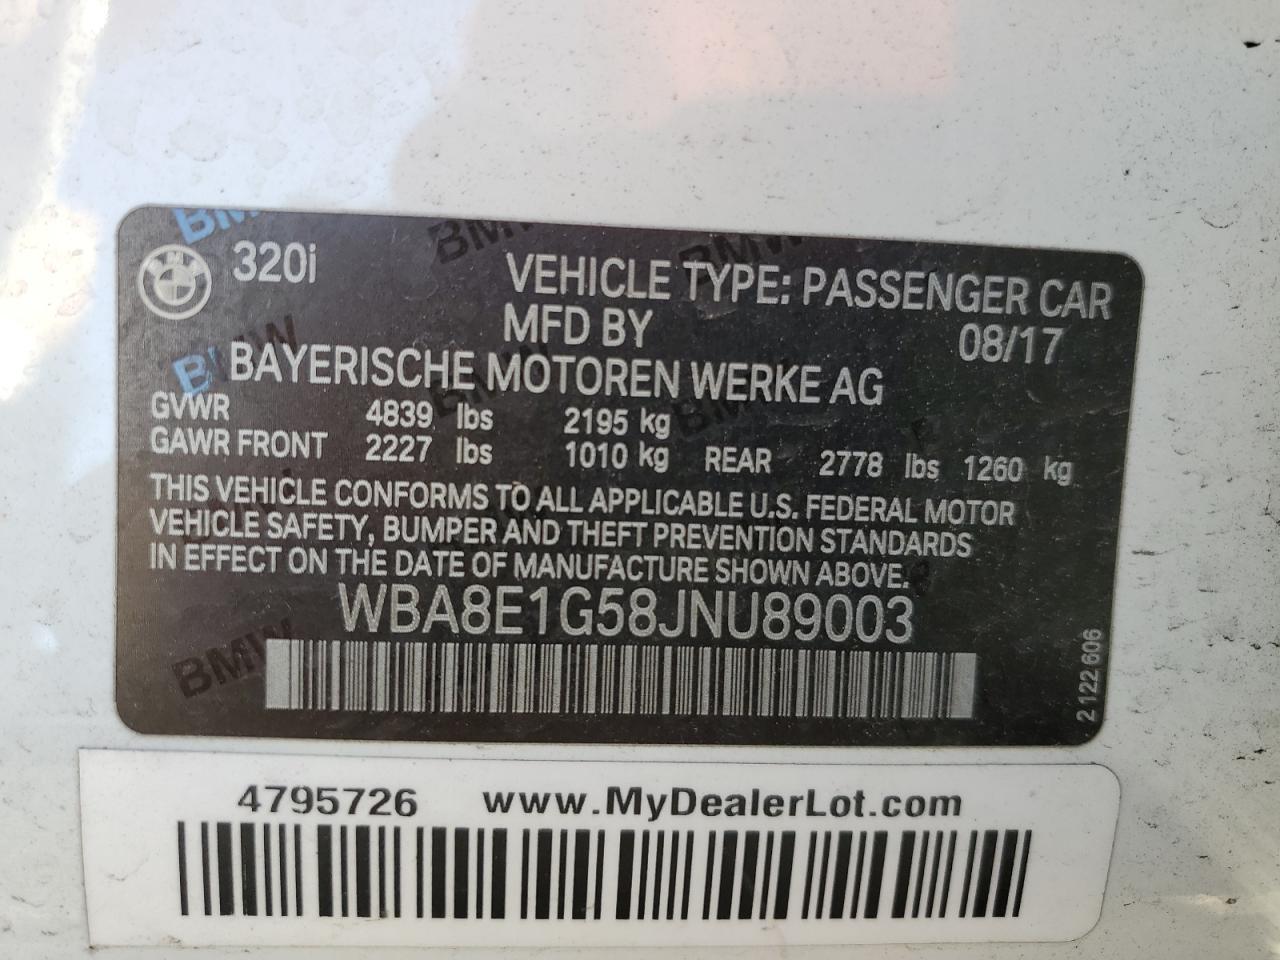 320i
VEHICLE TYPE: PASSENGER CAR
MFD BY
08/17
BAYERISCHE MOTOREN WERKE AG
GVWR 4839 lbs 2195 kg
GAWR FRONT 2227 lbs 1010 kg REAR 2778 lbs 1260 kg
THIS VEHICLE CONFORMS TO ALL APPLICABLE U.S. FEDERAL MOTOR
VEHICLE SAFETY, BUMPER AND THEFT PREVENTION STANDARDS
IN EFFECT ON THE DATE OF MANUFACTURE SHOWN ABOVE.
WBA8E1G58JNU89003
2 122 606
4795726 www.MyDealerLot.com